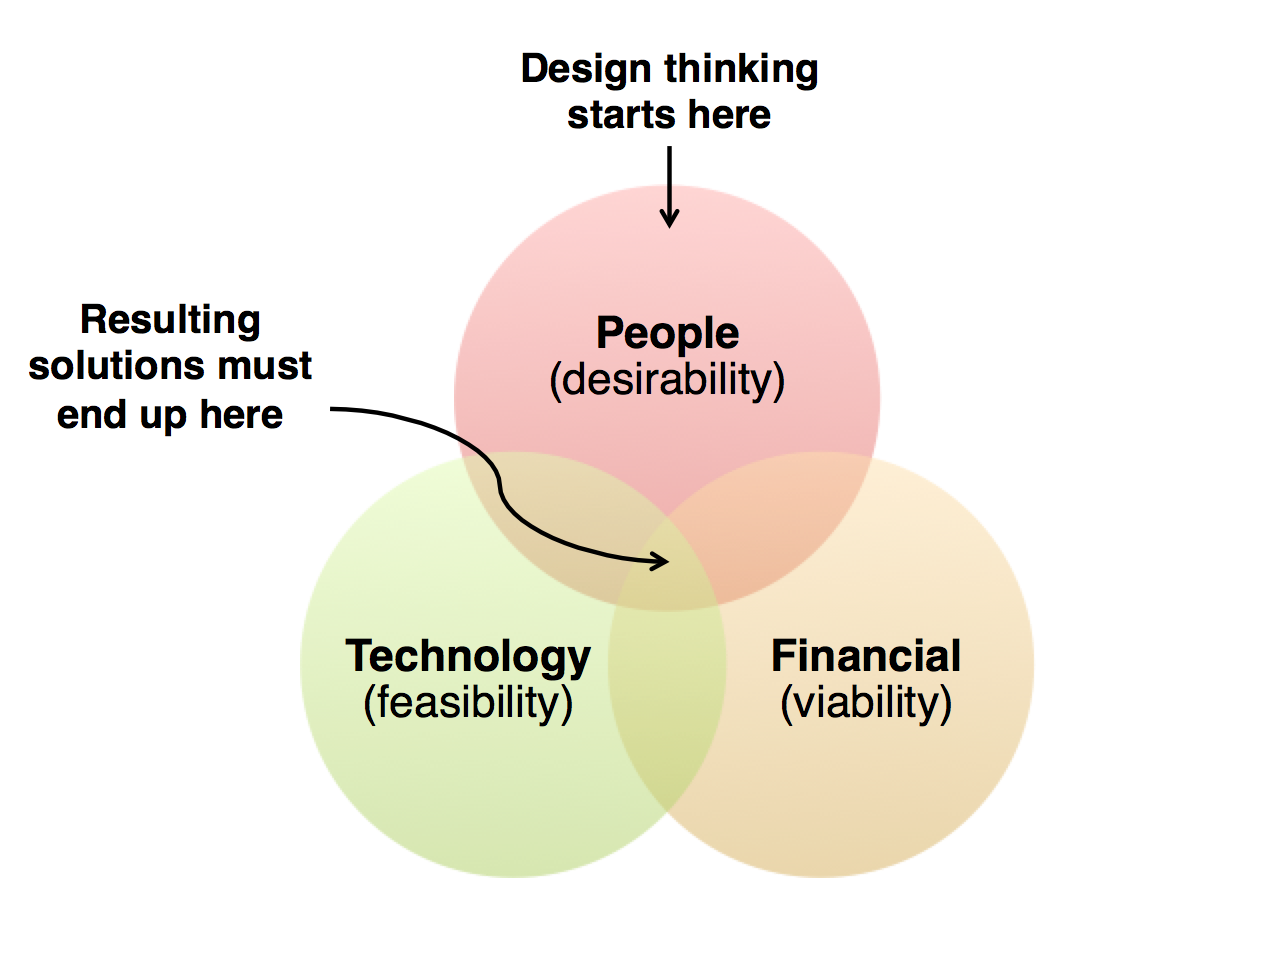 Design thinking
starts here
People
(desirability)
Resulting
solutions must
end up here
Technology
(feasibility)
Financial
(viability)